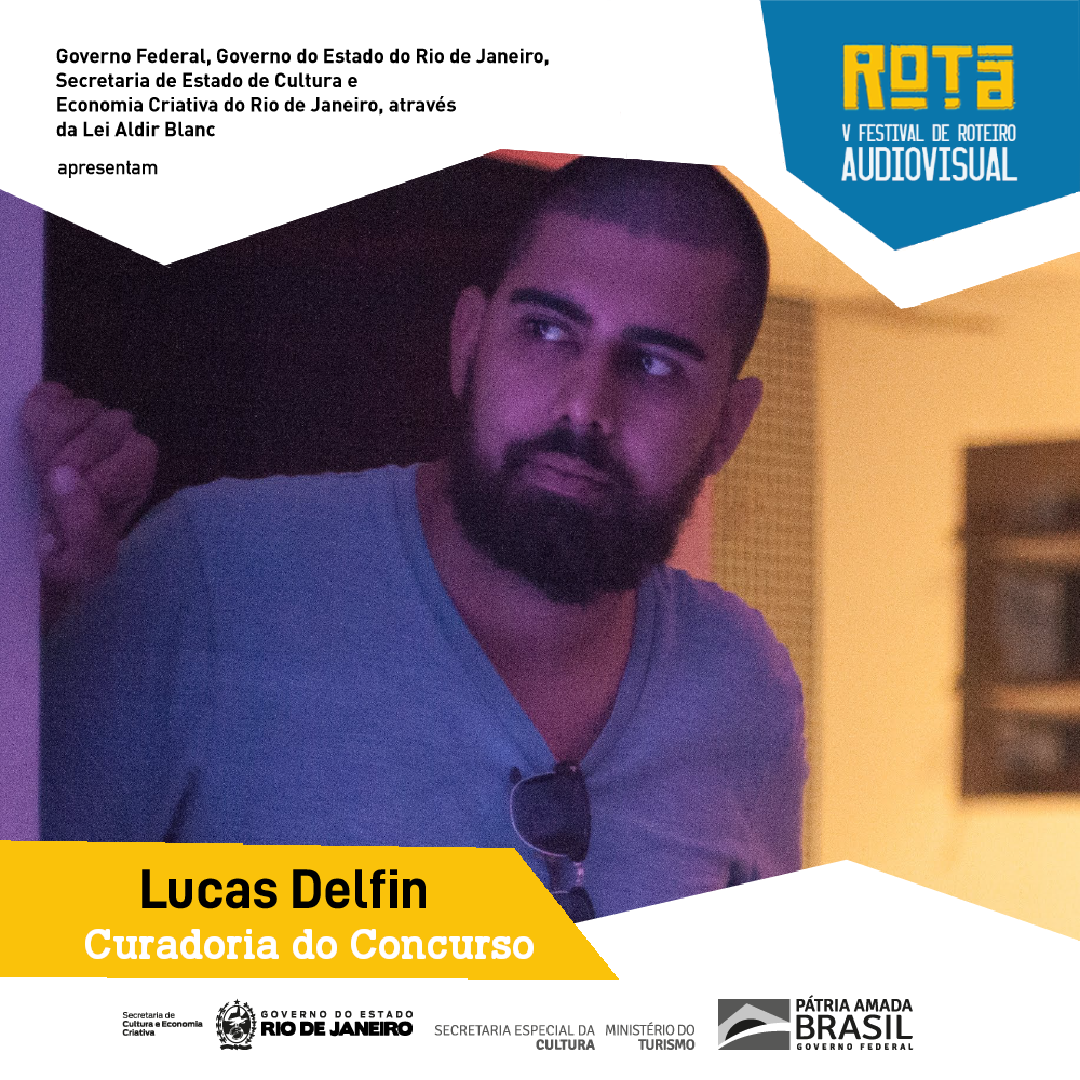 Governo Federal, Governo do Estado do Rio de Janeiro,
Secretaria de Estado de Cultura e
Economia Criativa do Rio de Janeiro, através
da Lei Aldir Blanc
apresentam
ROTA
V FESTIVAL DE ROTEIRO
AUDIOVISUAL
Lucas Delfin
Curadoria do Concurso
Secretaria de
Cultura e Economia
Criativa
GOVERNO DO ESTADO
RIO DE JANEIRO
SECRETARIA ESPECIAL DA
CULTURA
MINISTÉRIO DO
TURISMO
PÁTRIA AMADA
BRASIL
GOVERNO FEDERAL